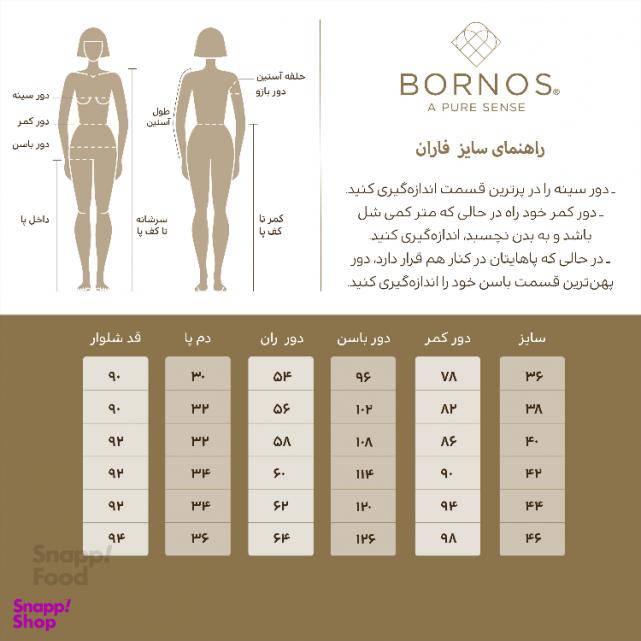 BORNOS®
A PURE SENSE
راهنمای سایز فاران
ـ دور سینه را در پرترین قسمت اندازه‌گیری کنید.
ـ دور کمر خود راه در حالی که متر کمی شل
باشد و به بدن نچسبد، اندازه‌گیری کنید.
ـ در حالی که پاهایتان در کنار هم قرار دارد، دور
پهن‌ترین قسمت باسن خود را اندازه‌گیری کنید.
حلقه آستین
دور بازو
طول
آستین
کمر تا
کف پا
دور سینه
دور کمر
دور باسن
داخل پا
سرشانه
تا کف پا
سایز دور کمر دور باسن دور ران دم پا قد شلوار
۳۶ ۷۸ ۹۶ ۵۴ ۳۰ ۹۰
۳۸ ۸۲ ۱۰۲ ۵۶ ۳۲ ۹۰
۴۰ ۸۶ ۱۰۸ ۵۸ ۳۲ ۹۲
۴۲ ۹۰ ۱۱۴ ۶۰ ۳۴ ۹۲
۴۴ ۹۴ ۱۲۰ ۶۲ ۳۴ ۹۲
۴۶ ۹۸ ۱۲۶ ۶۴ ۳۶ ۹۴
Snapp!
Food
Snapp!
Shop